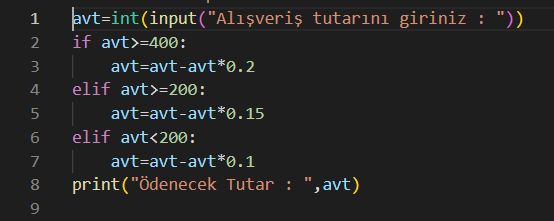 1 avt=int(input("Alışveriş tutarını giriniz : "))
2 if avt>=400:
3 avt=avt-avt*0.2
4 elif avt>=200:
5 avt=avt-avt*0.15
6 elif avt<200:
7 avt=avt-avt*0.1
8 print("Ödenecek Tutar : ",avt)
9